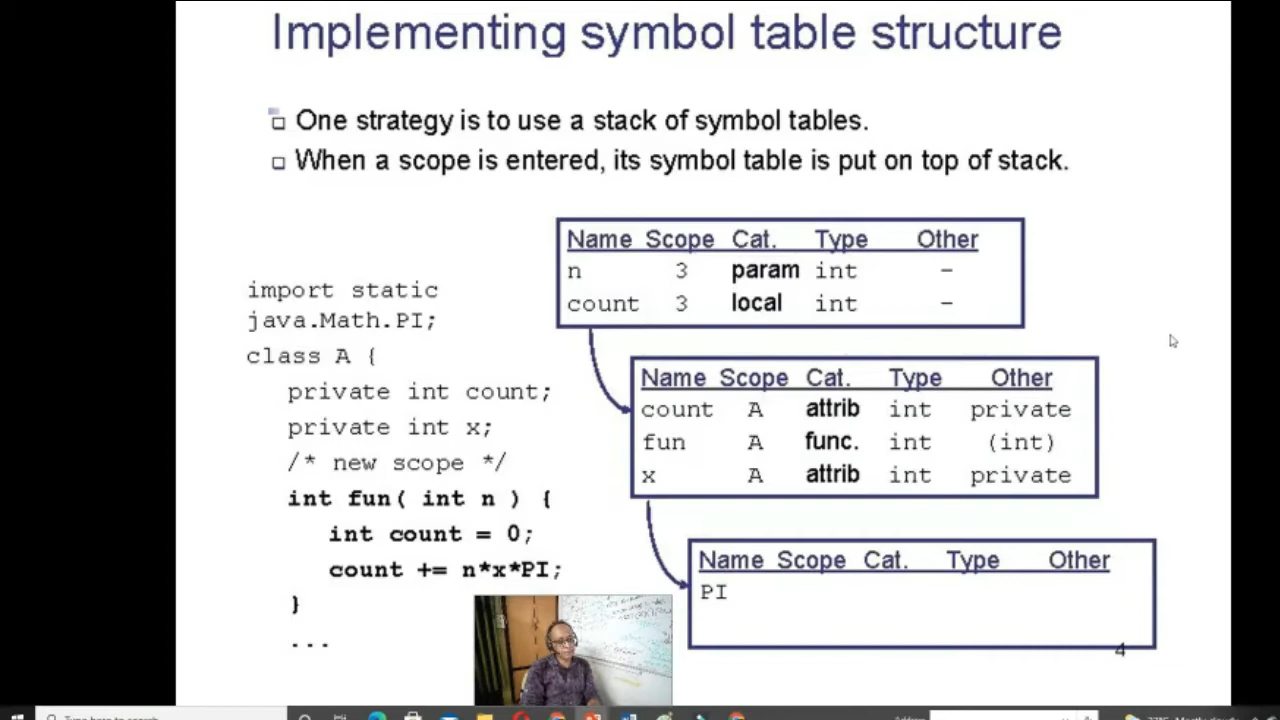 Implementing symbol table structure
One strategy is to use a stack of symbol tables.
When a scope is entered, its symbol table is put on top of stack.
import static
java.Math.PI;
class A {
private int count;
private int x;
/* new scope */
int fun( int n ) {
int count = 0;
count += n*x*PI;
}
...
Name Scope Cat. Type Other
n 3 param int –
count 3 local int –
Name Scope Cat. Type Other
count A attrib int private
fun A func. int (int)
x A attrib int private
Name Scope Cat. Type Other
PI
4
Type here to search